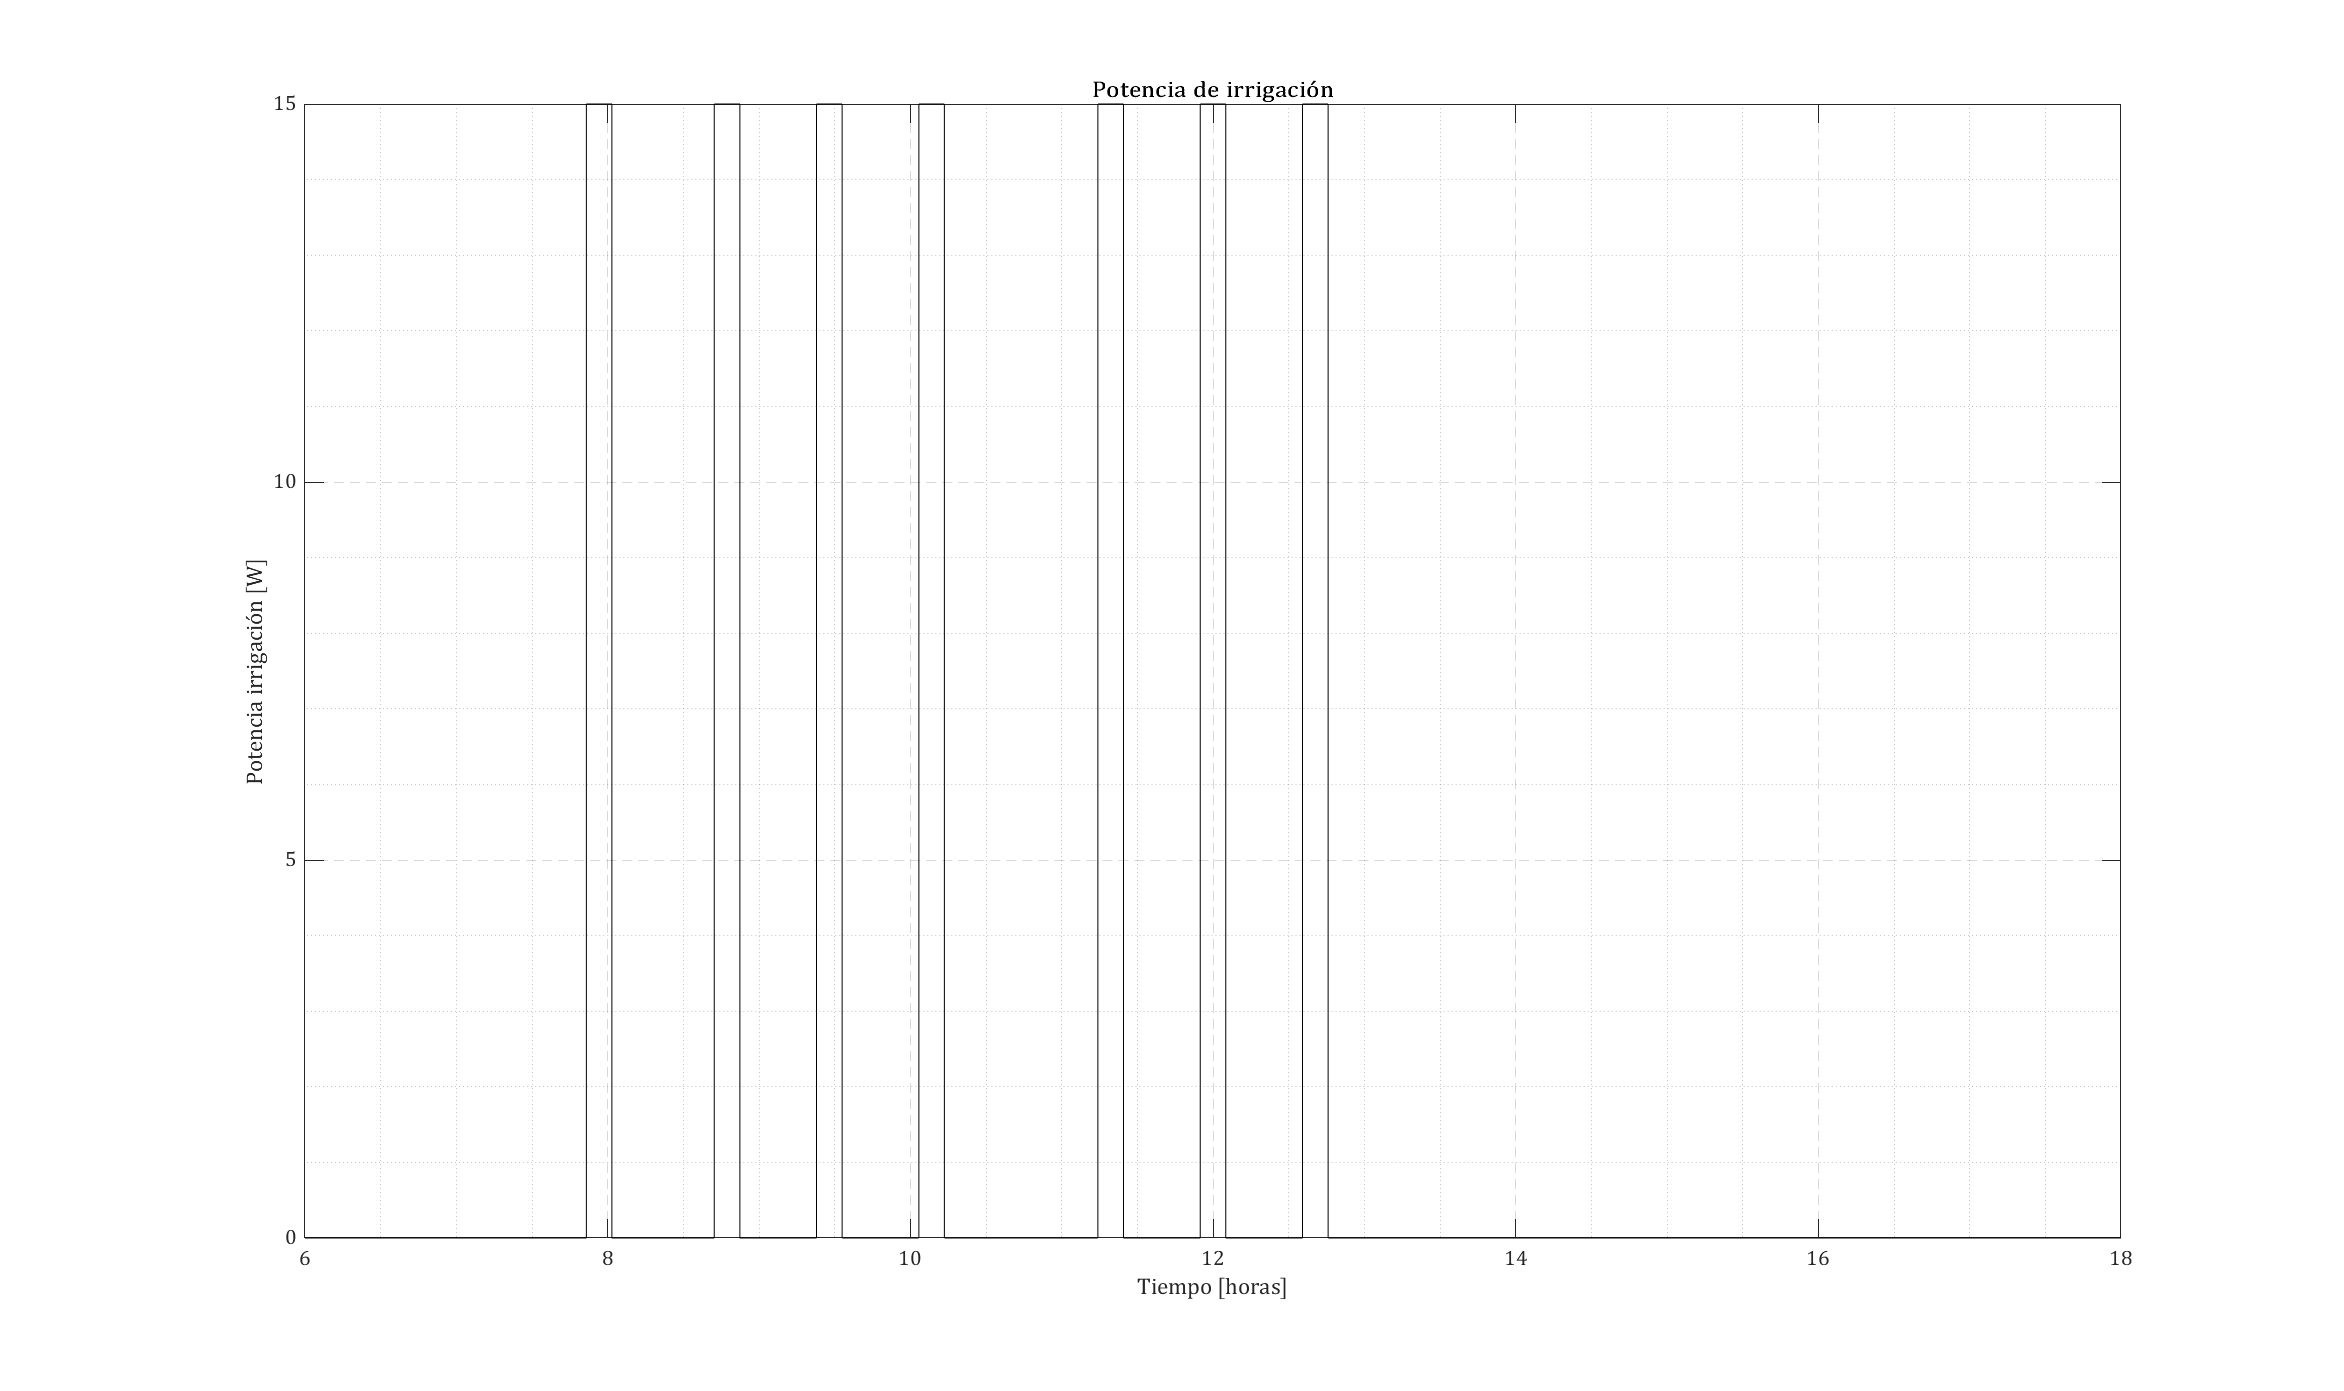 Potencia de irrigación
15
10
5
0
Potencia irrigación [W]
6 8 10 12 14 16 18
Tiempo [horas]